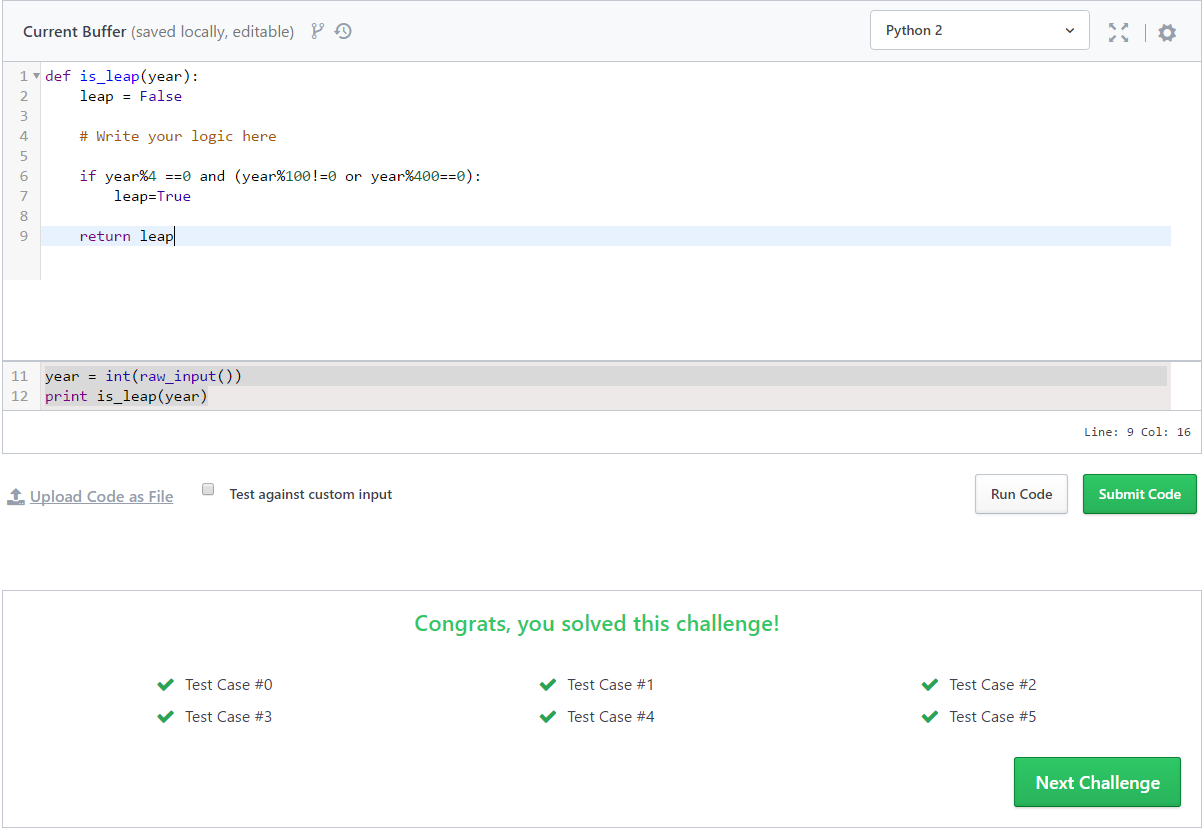 Current Buffer (saved locally, editable)
Python 2
1 def is_leap(year):
2     leap = False
3
4     # Write your logic here
5
6     if year%4 ==0 and (year%100!=0 or year%400==0):
7         leap=True
8
9     return leap
11 year = int(raw_input())
12 print is_leap(year)
Line: 9 Col: 16
Upload Code as File Test against custom input Run Code Submit Code
Congrats, you solved this challenge!
Test Case #0 Test Case #1 Test Case #2
Test Case #3 Test Case #4 Test Case #5
Next Challenge